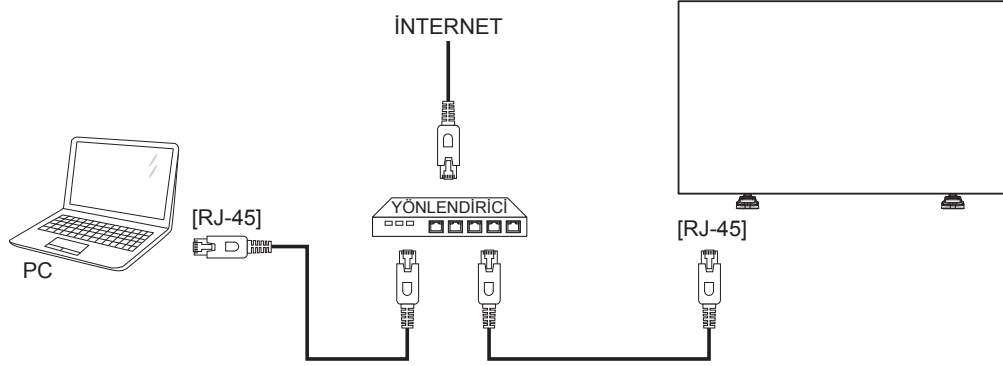 İNTERNET
YÖNLENDİRİCİ
[RJ-45]
[RJ-45]
PC